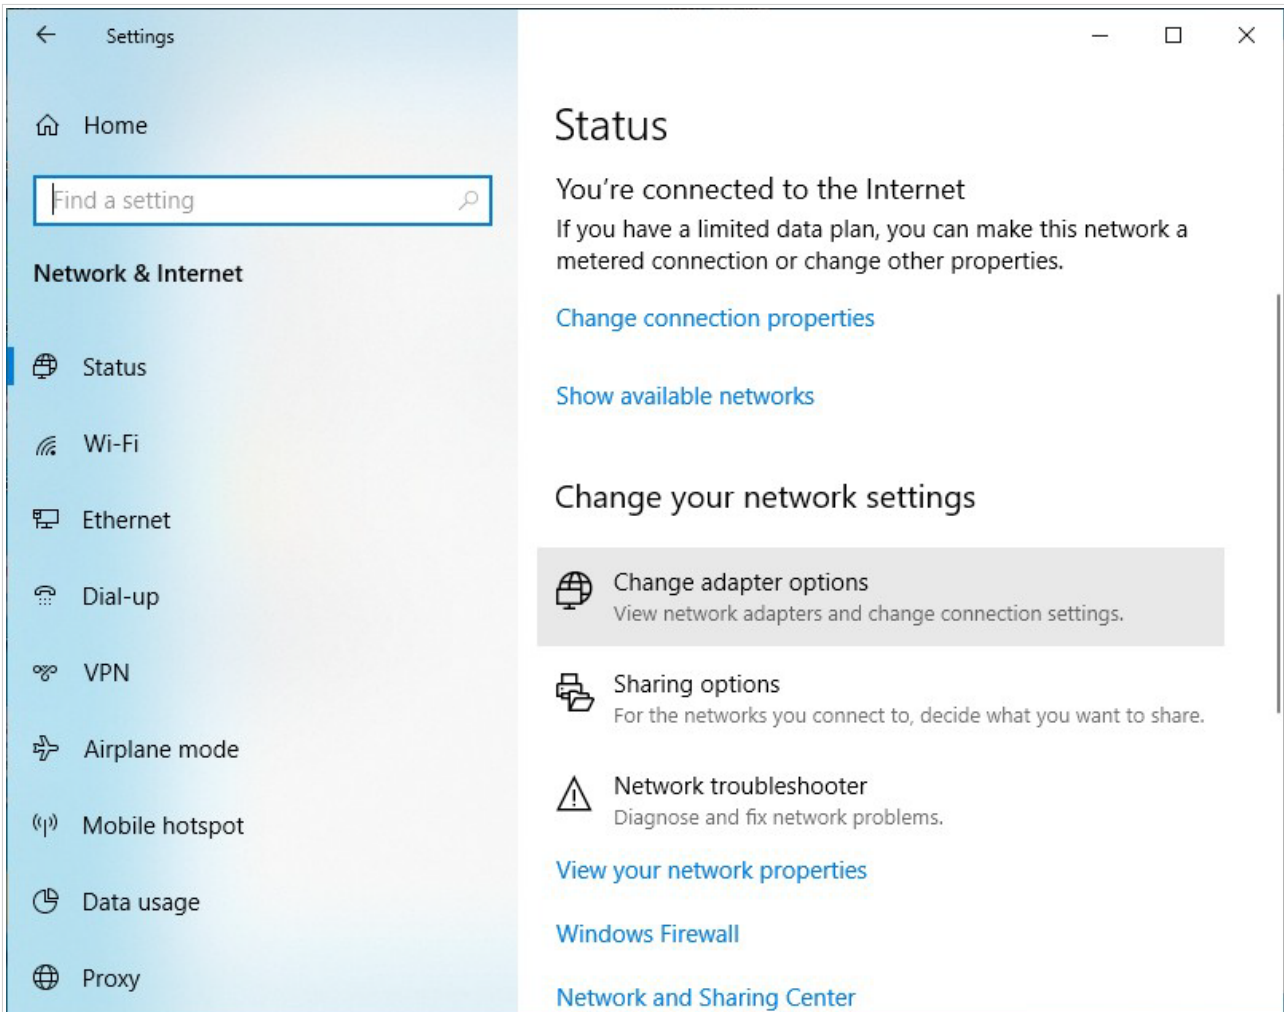 Settings
Home
Find a setting
Network & Internet
Status
Wi-Fi
Ethernet
Dial-up
VPN
Airplane mode
Mobile hotspot
Data usage
Proxy
Status
You're connected to the Internet
If you have a limited data plan, you can make this network a
metered connection or change other properties.
Change connection properties
Show available networks
Change your network settings
Change adapter options
View network adapters and change connection settings.
Sharing options
For the networks you connect to, decide what you want to share.
Network troubleshooter
Diagnose and fix network problems.
View your network properties
Windows Firewall
Network and Sharing Center